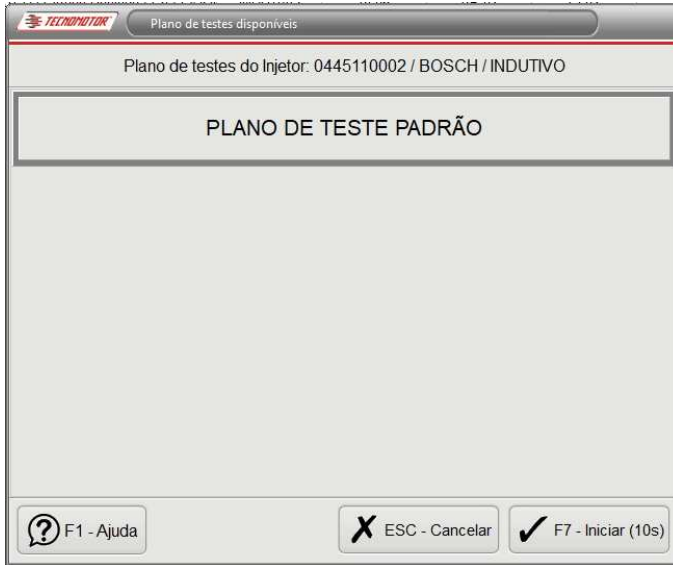 TECNOMOTOR
Plano de testes disponíveis
Plano de testes do Injetor: 0445110002 / BOSCH / INDUTIVO
PLANO DE TESTE PADRÃO
F1 - Ajuda
ESC - Cancelar
F7 - Iniciar (10s)